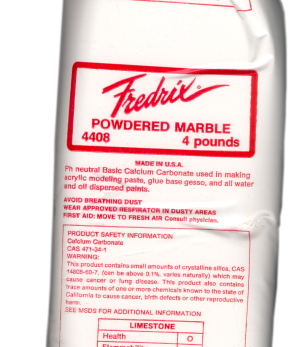 Fredrix
POWDERED MARBLE
4408 4 pounds
MADE IN U.S.A.
Ph neutral Basic Calcium Carbonate used in making
acrylic modeling paste, glue base gesso, and all water
and oil dispersed paints.
AVOID BREATHING DUST
WEAR APPROVED RESPIRATOR IN DUSTY AREAS
FIRST AID: MOVE TO FRESH AIR Consult physician.
PRODUCT SAFETY INFORMATION
Calcium Carbonate
CAS 471-34-1
WARNING:
This product contains small amounts of crystalline silica, CAS
14808-60-7, (can be above 0.1%, varies naturally) which may
cause cancer or lung disease. This product also contains
trace amounts of one or more chemicals known to the state of
California to cause cancer, birth defects or other reproductive
harm.
SEE MSDS FOR ADDITIONAL INFORMATION
LIMESTONE
Health 0